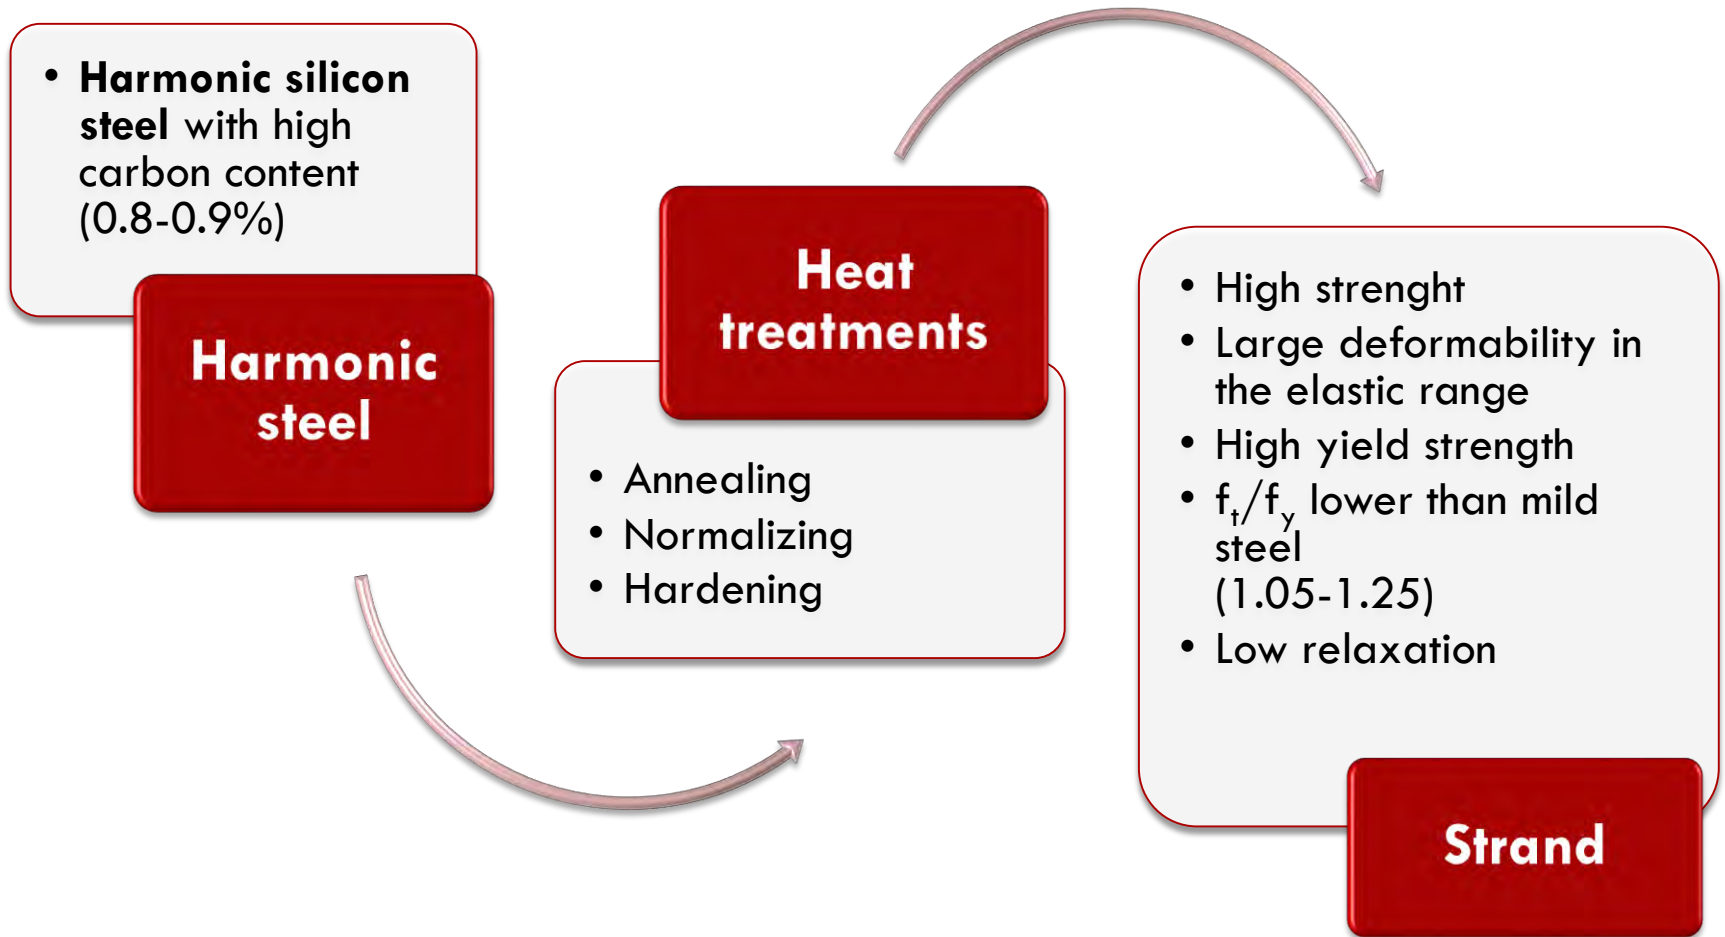 • Harmonic silicon
steel with high
carbon content
(0.8-0.9%)
Harmonic
steel
Heat
treatments
• Annealing
• Normalizing
• Hardening
• High strenght
• Large deformability in
the elastic range
• High yield strength
• fₜ/fᵧ lower than mild
steel
(1.05-1.25)
• Low relaxation
Strand